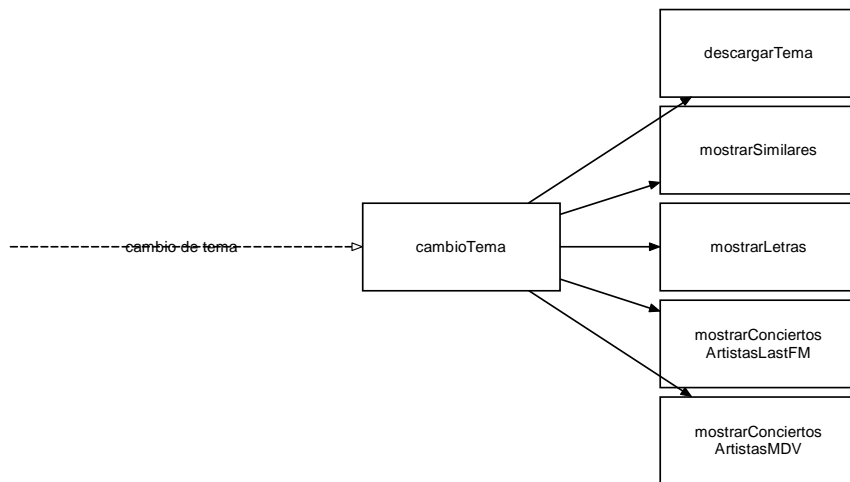 descargarTema
mostrarSimilares
cambio de tema
cambioTema
mostrarLetras
mostrarConciertos
ArtistasLastFM
mostrarConciertos
ArtistasMDV